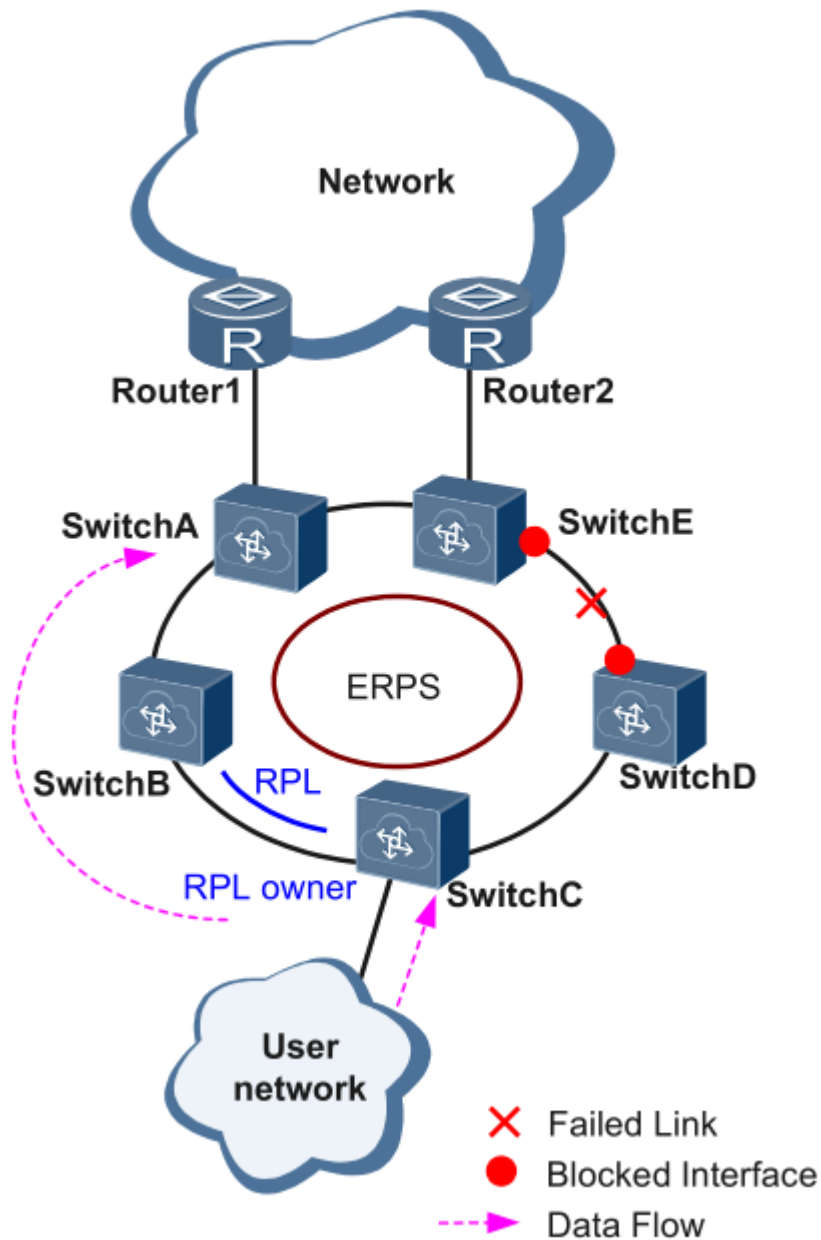 Network
R
R
Router1
Router2
SwitchA
SwitchE
ERPS
SwitchB
RPL
SwitchD
RPL owner
SwitchC
User
network
Failed Link
Blocked Interface
Data Flow